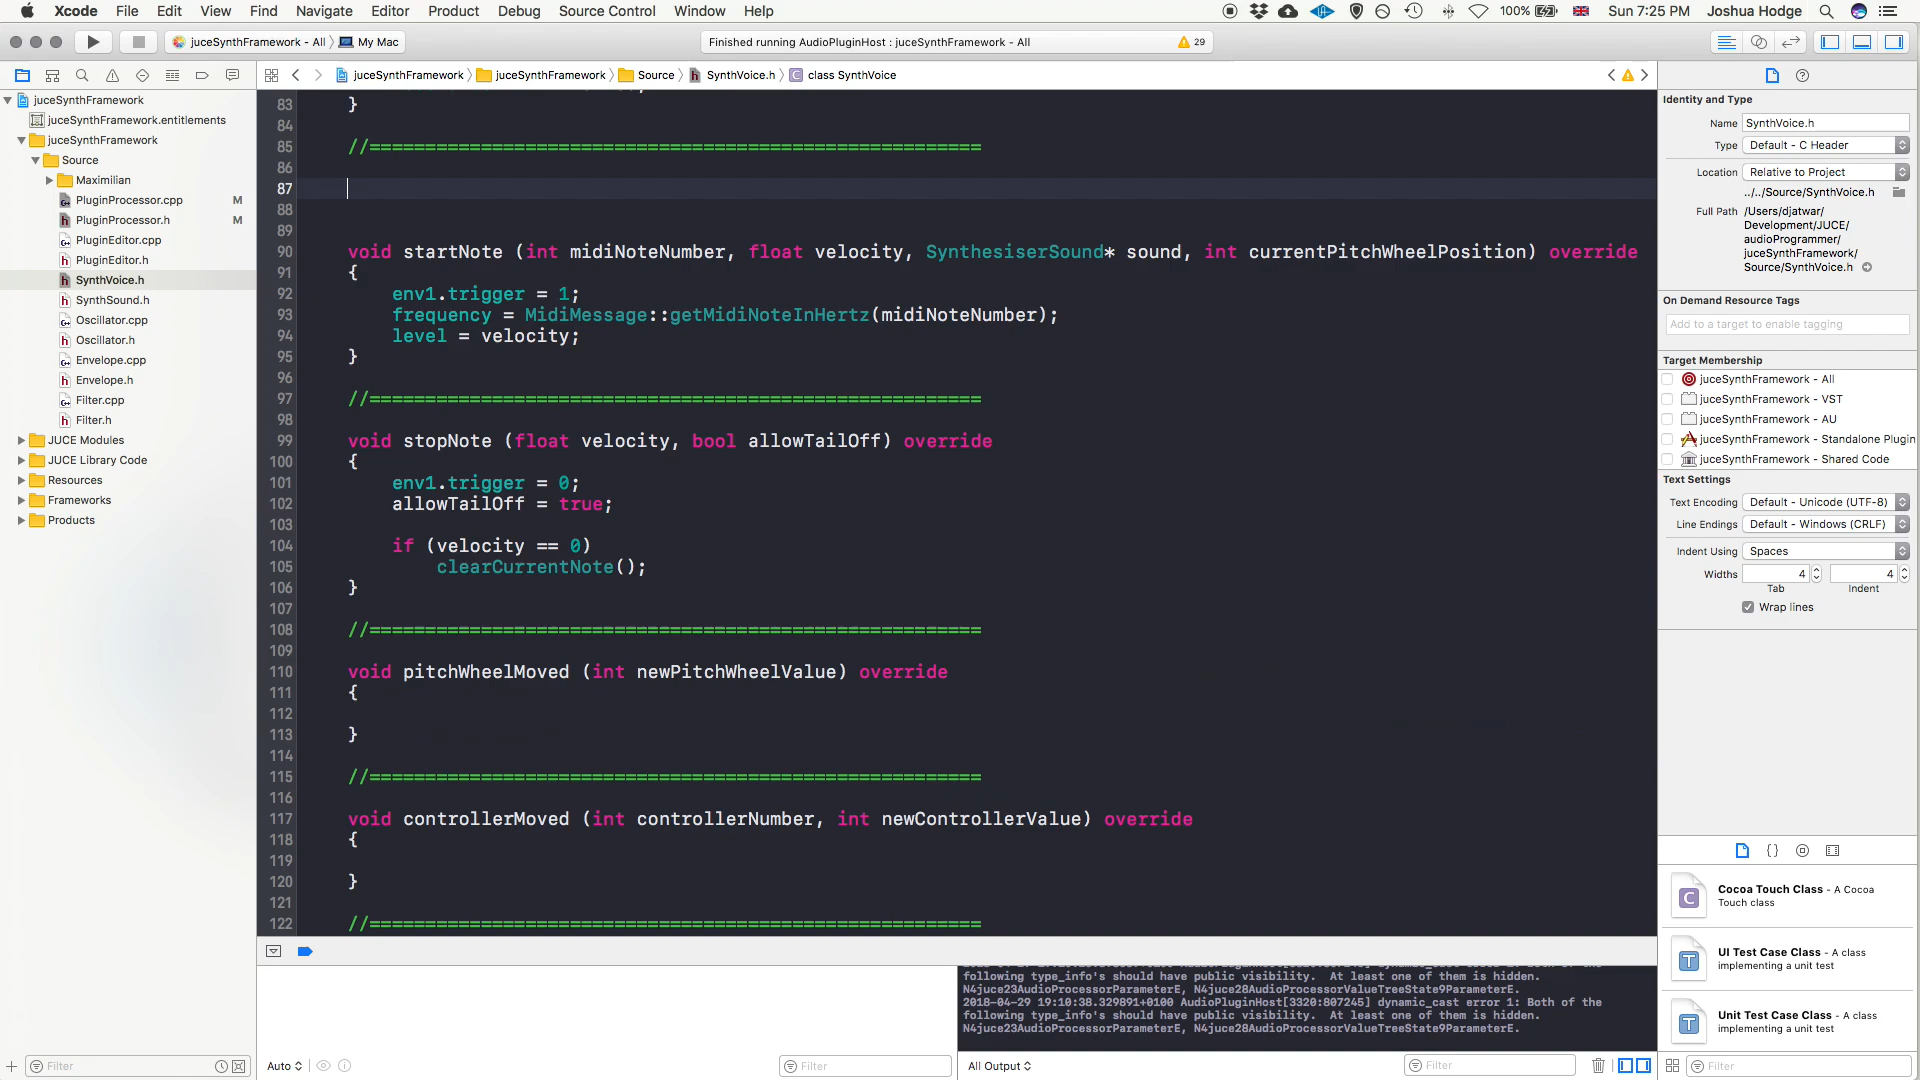 Xcode File Edit View Find Navigate Editor Product Debug Source Control Window Help
100% Sun 7:25 PM Joshua Hodge
juceSynthFramework - All 〉 My Mac
Finished running AudioPluginHost : juceSynthFramework - All
29
juceSynthFramework 〉 juceSynthFramework 〉 Source 〉 SynthVoice.h 〉 class SynthVoice
juceSynthFramework
juceSynthFramework.entitlements
juceSynthFramework
Source
Maximilian
PluginProcessor.cpp M
PluginProcessor.h M
PluginEditor.cpp
PluginEditor.h
SynthVoice.h
SynthSound.h
Oscillator.cpp
Oscillator.h
Envelope.cpp
Envelope.h
Filter.cpp
Filter.h
JUCE Modules
JUCE Library Code
Resources
Frameworks
Products
83 }
84
85 //=======================================================
86
87
88
89
90 void startNote (int midiNoteNumber, float velocity, SynthesiserSound* sound, int currentPitchWheelPosition) override
91 {
92 env1.trigger = 1;
93 frequency = MidiMessage::getMidiNoteInHertz(midiNoteNumber);
94 level = velocity;
95 }
96
97 //=======================================================
98
99 void stopNote (float velocity, bool allowTailOff) override
100 {
101 env1.trigger = 0;
102 allowTailOff = true;
103
104 if (velocity == 0)
105 clearCurrentNote();
106 }
107
108 //=======================================================
109
110 void pitchWheelMoved (int newPitchWheelValue) override
111 {
112
113 }
114
115 //=======================================================
116
117 void controllerMoved (int controllerNumber, int newControllerValue) override
118 {
119
120 }
121
122 //=======================================================
following type_info's should have public visibility. At least one of them is hidden.
N4juce23AudioProcessorParameterE, N4juce28AudioProcessorValueTreeState9ParameterE.
2018-04-29 19:10:38.329891+0100 AudioPluginHost[3320:807245] dynamic_cast error 1: Both of the
following type_info's should have public visibility. At least one of them is hidden.
N4juce23AudioProcessorParameterE, N4juce28AudioProcessorValueTreeState9ParameterE.
Filter
Auto
Filter
All Output
Filter
Filter
Identity and Type
Name SynthVoice.h
Type Default - C Header
Location Relative to Project
../../Source/SynthVoice.h
Full Path /Users/djatwar/
Development/JUCE/
audioProgrammer/
juceSynthFramework/
Source/SynthVoice.h
On Demand Resource Tags
Add to a target to enable tagging
Target Membership
juceSynthFramework - All
juceSynthFramework - VST
juceSynthFramework - AU
juceSynthFramework - Standalone Plugin
juceSynthFramework - Shared Code
Text Settings
Text Encoding Default - Unicode (UTF-8)
Line Endings Default - Windows (CRLF)
Indent Using Spaces
Widths 4 4
Tab Indent
Wrap lines
Cocoa Touch Class - A Cocoa
Touch class
UI Test Case Class - A class
implementing a unit test
Unit Test Case Class - A class
implementing a unit test